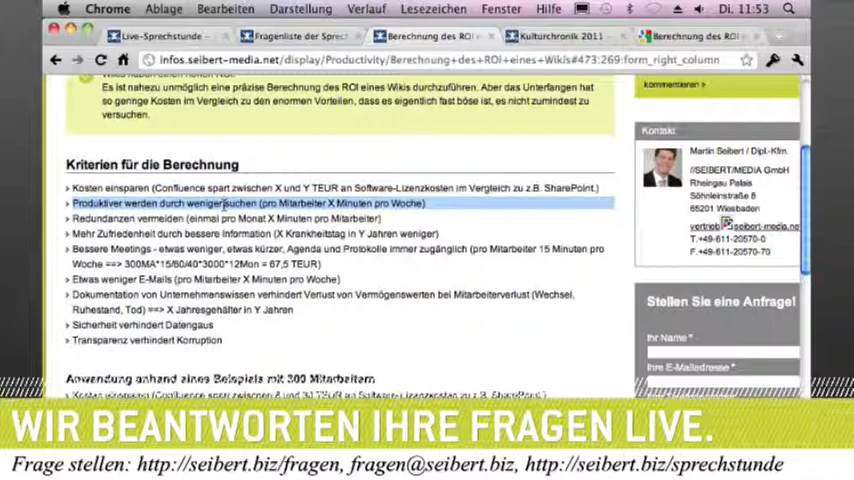 Chrome Ablage Bearbeiten Darstellung Verlauf Lesezeichen Fenster Hilfe Di. 11:53
Live-Sprechstunde - Fragenliste der Sprech Berechnung des ROI Kulturchronik 2011 - Berechnung des ROI
infos.seibert-media.net/display/Productivity/Berechnung+des+ROI+eines+Wikis#473:269:form_right_column
Es ist nahezu unmöglich eine präzise Berechnung des ROI eines Wikis durchzuführen. Aber das Unterfangen hat
so geringe Kosten im Vergleich zu den enormen Vorteilen, dass es eigentlich fast böse ist, es nicht zumindest zu
versuchen.
kommentieren
Kontakt
Martin Seibert / Dipl.-Kfm.
//SEIBERT/MEDIA GmbH
Rheingau Palais
Söhnleinstraße 8
65201 Wiesbaden
vertrieb@seibert-media.ne
T.+49-611-20570-0
F.+49-611-20570-70
Kriterien für die Berechnung
Kosten einsparen (Confluence spart zwischen X und Y TEUR an Software-Lizenzkosten im Vergleich zu z.B. SharePoint.)
Produktiver werden durch weniger suchen (pro Mitarbeiter X Minuten pro Woche)
Redundanzen vermeiden (einmal pro Monat X Minuten pro Mitarbeiter)
Mehr Zufriedenheit durch bessere Information (X Krankheitstag in Y Jahren weniger)
Bessere Meetings - etwas weniger, etwas kürzer, Agenda und Protokolle immer zugänglich (pro Mitarbeiter 15 Minuten pro
Woche ==> 300MA*15/60/40*3000*12Mon = 67,5 TEUR)
Etwas weniger E-Mails (pro Mitarbeiter X Minuten pro Woche)
Dokumentation von Unternehmenswissen verhindert Verlust von Vermögenswerten bei Mitarbeiterverlust (Wechsel,
Ruhestand, Tod) ==> X Jahresgehälter in Y Jahren
Sicherheit verhindert Datengaus
Transparenz verhindert Korruption
Anwendung anhand eines Beispiels mit 300 Mitarbeitern
Stellen Sie eine Anfrage!
Ihr Name *
Ihre E-Mailadresse *
WIR BEANTWORTEN IHRE FRAGEN LIVE.
Frage stellen: http://seibert.biz/fragen, fragen@seibert.biz, http://seibert.biz/sprechstunde